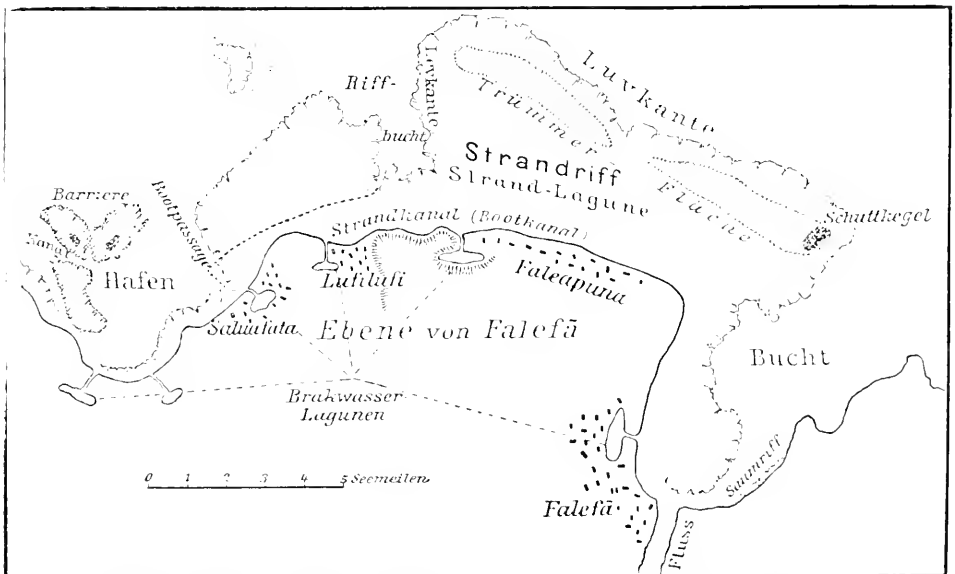 Riff-
bucht
Leekante
Luvkante
Trümmer-
Fläche
Strandriff
Strand-Lagune
Schuttkegel
Barriere
Kanal
Bootpassage
Hafen
Strandkanal (Bootkanal)
Lufilufi
Faleapuna
Saluafata
Ebene von Falefā
Bucht
Brakwasser
Lagunen
0 1 2 3 4 5 Seemeilen
Saumriff
Falefā
Fluss